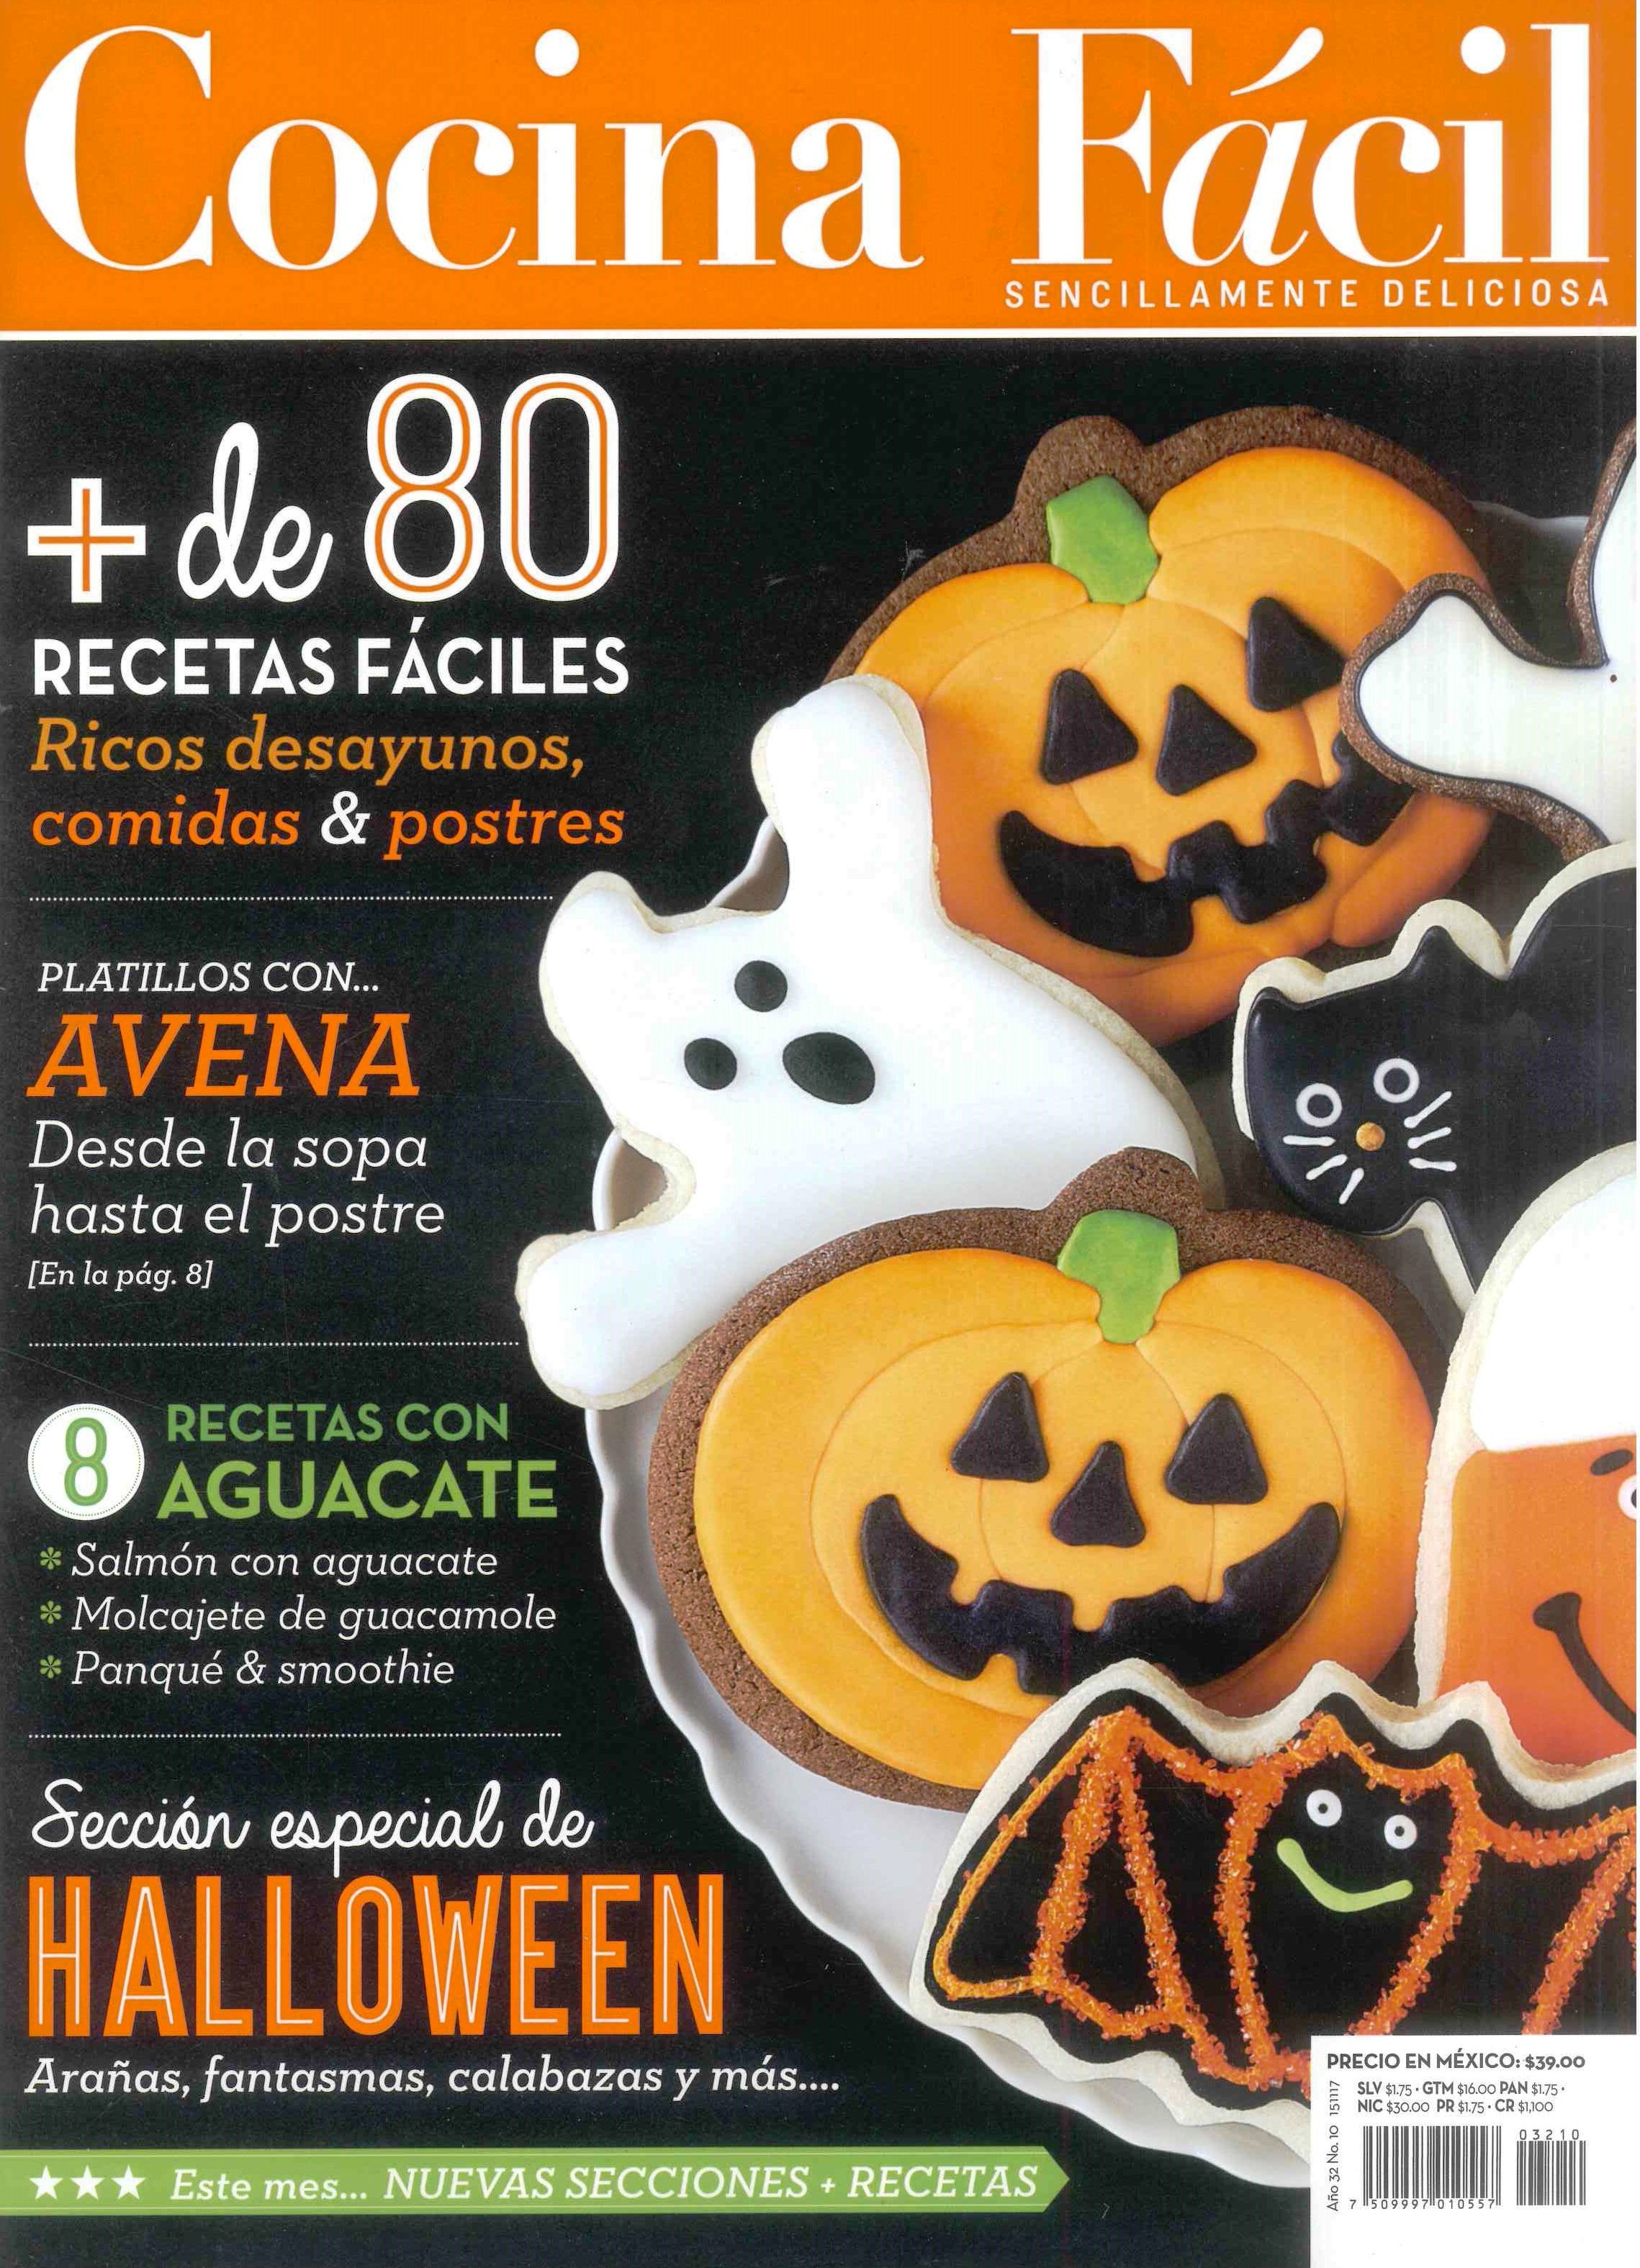 Cocina Fácil
SENCILLAMENTE DELICIOSA
+ de 80
RECETAS FÁCILES
Ricos desayunos,
comidas & postres
PLATILLOS CON...
AVENA
Desde la sopa
hasta el postre
[En la pág. 8]
8 RECETAS CON
AGUACATE
* Salmón con aguacate
* Molcajete de guacamole
* Panqué & smoothie
Sección especial de
HALLOWEEN
Arañas, fantasmas, calabazas y más....
★★★ Este mes... NUEVAS SECCIONES + RECETAS
PRECIO EN MÉXICO: $39.00
SLV $1.75 · GTM $16.00 PAN $1.75 ·
NIC $30.00 PR $1.75 · CR $1,100
Año 32 No. 10 151117
03210
7 509997 010557